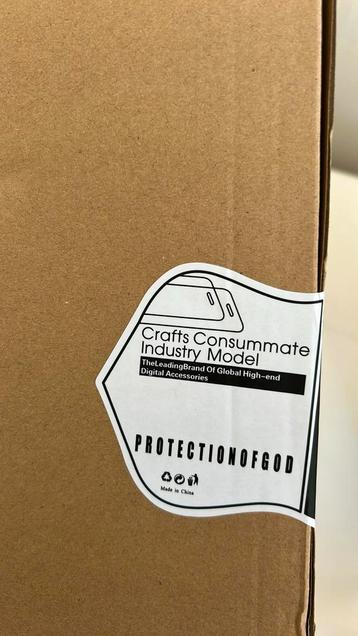 Crafts Consummate
Industry Model
TheLeadingBrand Of Global High-end
Digital Accessories
PROTECTIONOFGOD
Made in China